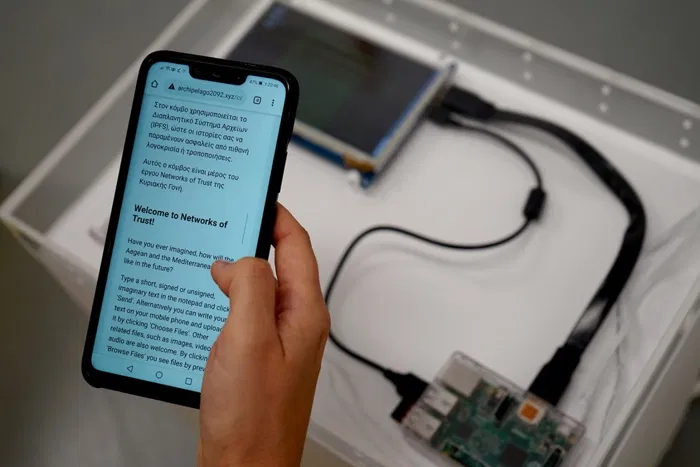 archipelago2092.xyz
Στον κόμβο χρησιμοποιείται το
Διαπλανητικό Σύστημα Αρχείων
(IPFS), ώστε οι ιστορίες σας να
παραμένουν ασφαλείς από πιθανή
λογοκρισία ή τροποποιήσεις.
Αυτός ο κόμβος είναι μέρος του
έργου Networks of Trust της
Κυριακής Γονή.
Welcome to Networks of
Trust!
Have you ever imagined, how will the
Aegean and the Mediterranean
like in the future?
Type a short, signed or unsigned,
imaginary text in the notepad and click
'Send'. Alternatively you can write your
text on your mobile phone and upload
it by clicking 'Choose Files'. Other
related files, such as images, video
audio are also welcome. By clicking
'Browse Files' you see files by